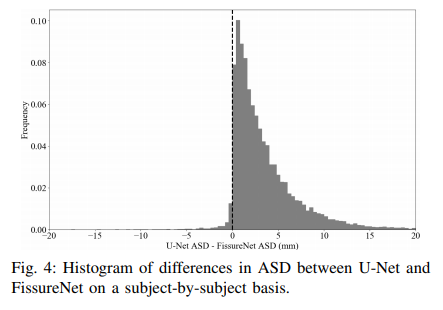 0.10
0.08
0.06
0.04
0.02
0.00
Frequency
−20 −15 −10 −5 0 5 10 15 20
U-Net ASD - FissureNet ASD (mm)
Fig. 4: Histogram of differences in ASD between U-Net and
FissureNet on a subject-by-subject basis.